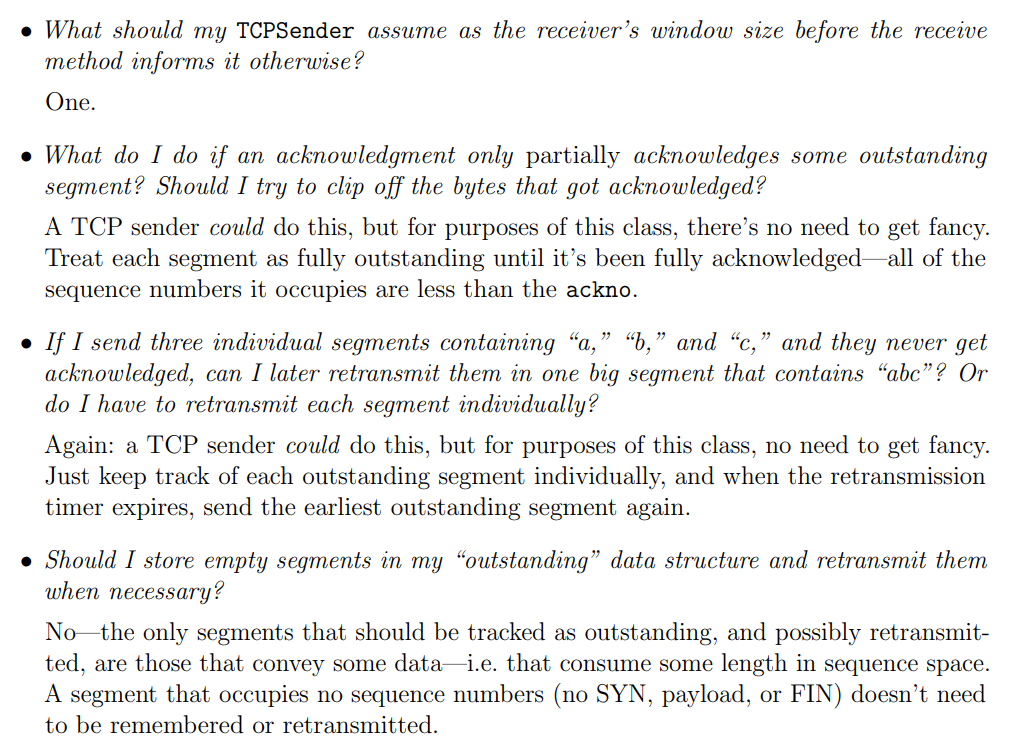 • What should my TCPSender assume as the receiver's window size before the receive
method informs it otherwise?
One.
• What do I do if an acknowledgment only partially acknowledges some outstanding
segment? Should I try to clip off the bytes that got acknowledged?
A TCP sender could do this, but for purposes of this class, there's no need to get fancy.
Treat each segment as fully outstanding until it's been fully acknowledged—all of the
sequence numbers it occupies are less than the ackno.
• If I send three individual segments containing “a,” “b,” and “c,” and they never get
acknowledged, can I later retransmit them in one big segment that contains “abc”? Or
do I have to retransmit each segment individually?
Again: a TCP sender could do this, but for purposes of this class, no need to get fancy.
Just keep track of each outstanding segment individually, and when the retransmission
timer expires, send the earliest outstanding segment again.
• Should I store empty segments in my “outstanding” data structure and retransmit them
when necessary?
No—the only segments that should be tracked as outstanding, and possibly retransmit-
ted, are those that convey some data—i.e. that consume some length in sequence space.
A segment that occupies no sequence numbers (no SYN, payload, or FIN) doesn't need
to be remembered or retransmitted.